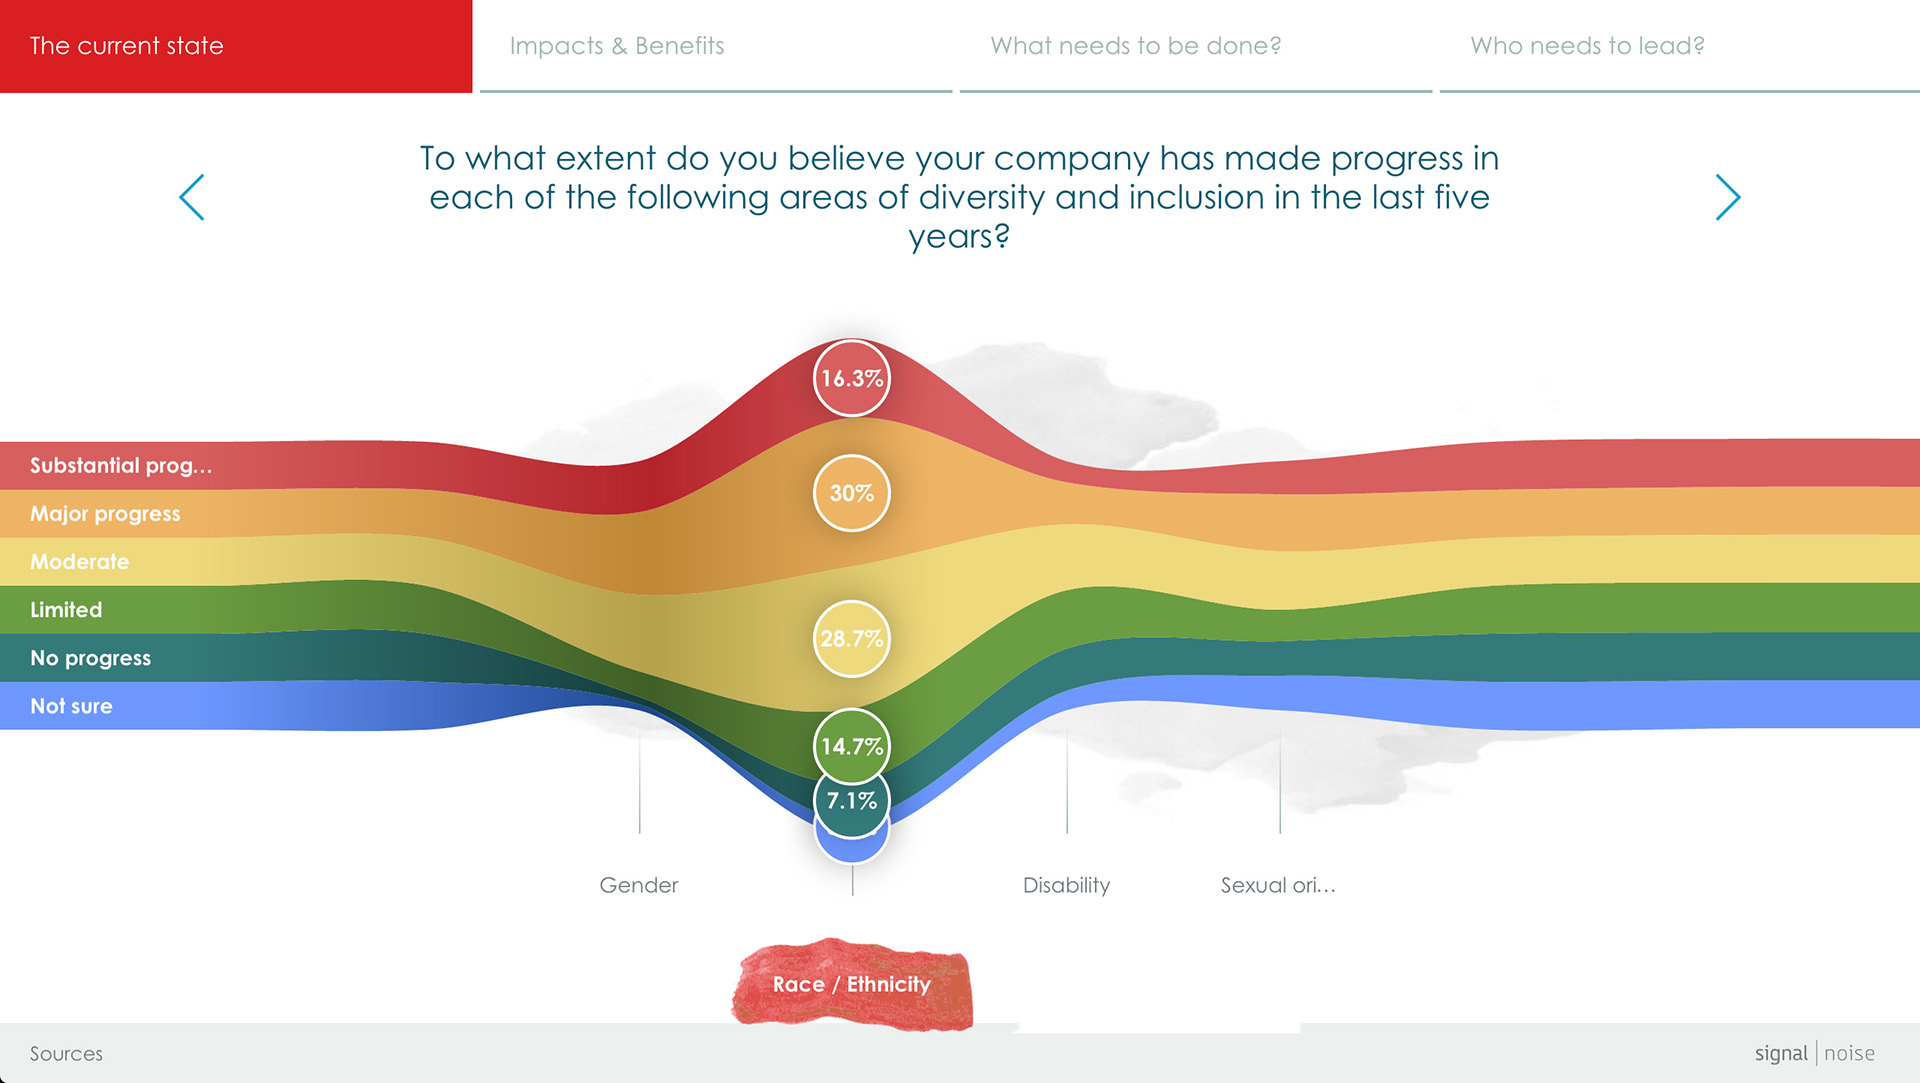 The current state
Impacts & Benefits
What needs to be done?
Who needs to lead?
To what extent do you believe your company has made progress in
each of the following areas of diversity and inclusion in the last five
years?
16.3%
Substantial prog...
30%
Major progress
Moderate
Limited
28.7%
No progress
Not sure
14.7%
7.1%
Gender
Disability
Sexual ori...
Race / Ethnicity
Sources
signal | noise